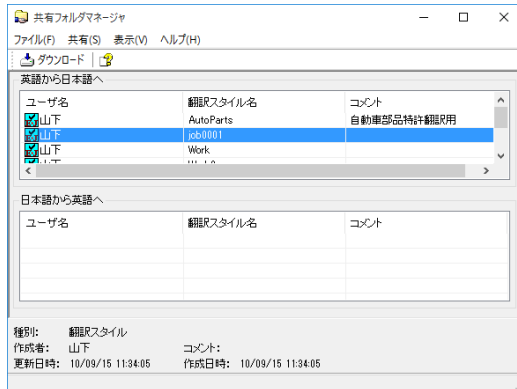 共有フォルダマネージャ
ファイル(F) 共有(S) 表示(V) ヘルプ(H)
ダウンロード
英語から日本語へ
ユーザ名 翻訳スタイル名 コメント
山下 AutoParts 自動車部品特許翻訳用
山下 job0001
山下 Work
山下
日本語から英語へ
ユーザ名 翻訳スタイル名 コメント
種別: 翻訳スタイル
作成者: 山下 コメント:
更新日時: 10/09/15 11:34:05 作成日時: 10/09/15 11:34:05